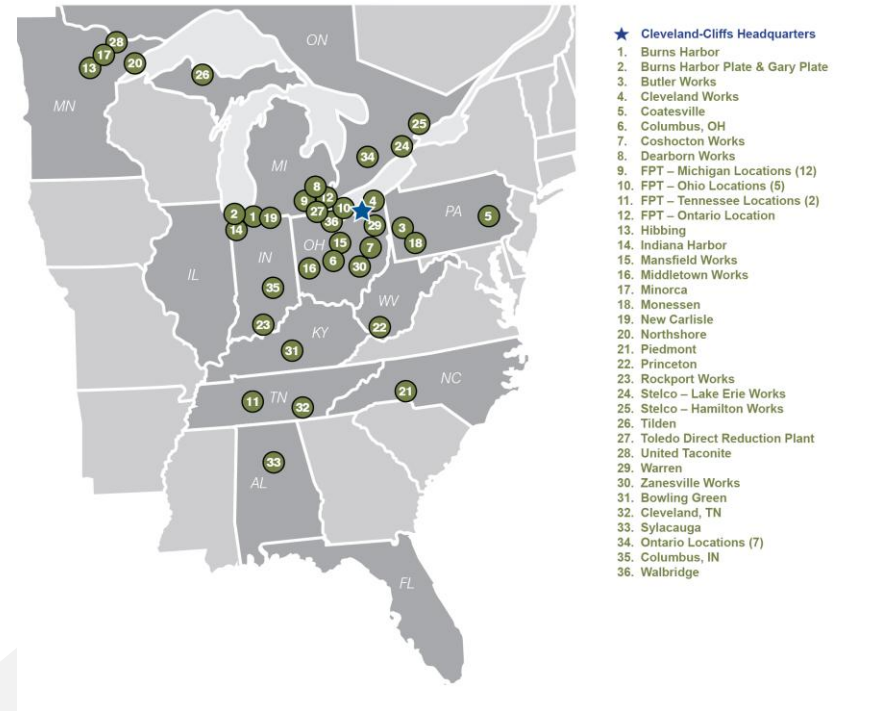 ON
28
17
20
13
26
MN
25
24
34
MI
8
9
12
4
27
10
2
1
19
36
29
PA
5
14
3
OH
15
18
7
IN
6
30
16
IL
35
WV
23
22
KY
31
NC
21
11
TN
32
33
AL
FL
Cleveland-Cliffs Headquarters
1. Burns Harbor
2. Burns Harbor Plate & Gary Plate
3. Butler Works
4. Cleveland Works
5. Coatesville
6. Columbus, OH
7. Coshocton Works
8. Dearborn Works
9. FPT – Michigan Locations (12)
10. FPT – Ohio Locations (5)
11. FPT – Tennessee Locations (2)
12. FPT – Ontario Location
13. Hibbing
14. Indiana Harbor
15. Mansfield Works
16. Middletown Works
17. Minorca
18. Monessen
19. New Carlisle
20. Northshore
21. Piedmont
22. Princeton
23. Rockport Works
24. Stelco – Lake Erie Works
25. Stelco – Hamilton Works
26. Tilden
27. Toledo Direct Reduction Plant
28. United Taconite
29. Warren
30. Zanesville Works
31. Bowling Green
32. Cleveland, TN
33. Sylacauga
34. Ontario Locations (7)
35. Columbus, IN
36. Walbridge